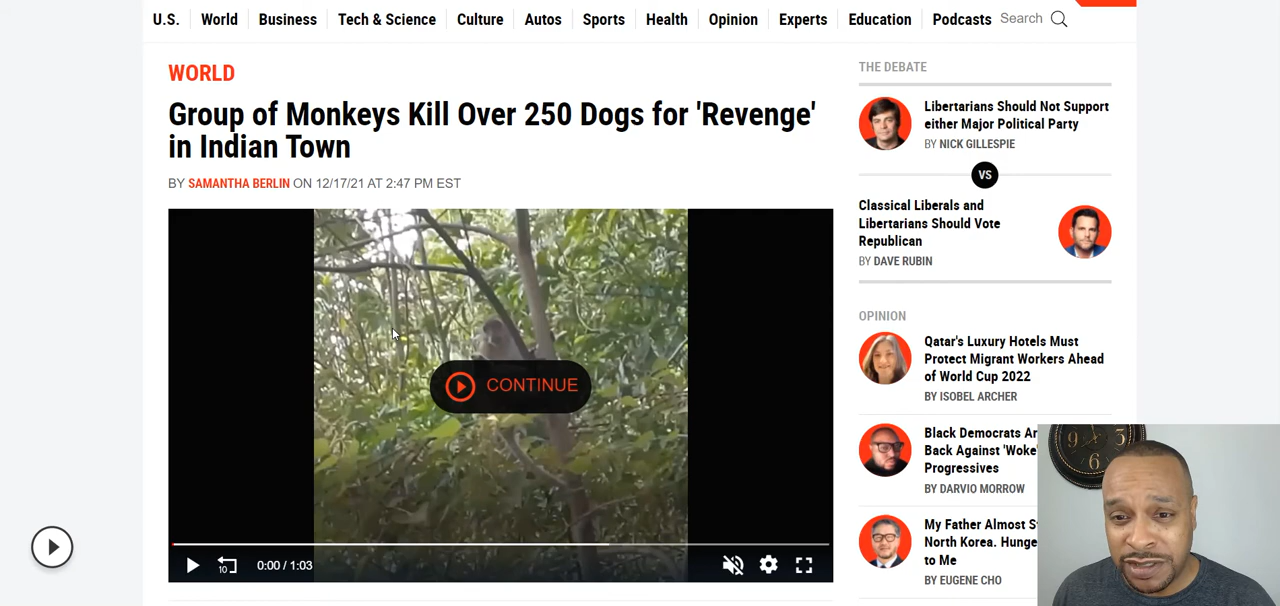 U.S. World Business Tech & Science Culture Autos Sports Health Opinion Experts Education Podcasts Search
WORLD
Group of Monkeys Kill Over 250 Dogs for 'Revenge'
in Indian Town
BY SAMANTHA BERLIN ON 12/17/21 AT 2:47 PM EST
CONTINUE
10
0:00 / 1:03
THE DEBATE
Libertarians Should Not Support
either Major Political Party
BY NICK GILLESPIE
VS
Classical Liberals and
Libertarians Should Vote
Republican
BY DAVE RUBIN
OPINION
Qatar's Luxury Hotels Must
Protect Migrant Workers Ahead
of World Cup 2022
BY ISOBEL ARCHER
Black Democrats Ar
Back Against 'Woke'
Progressives
BY DARVIO MORROW
My Father Almost S
North Korea. Hunge
to Me
BY EUGENE CHO
9 3
6